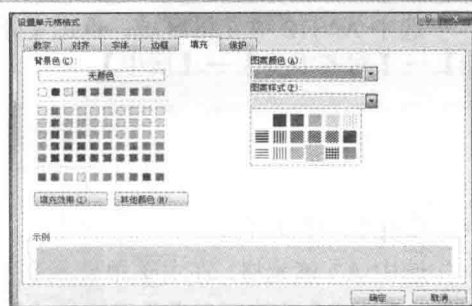 设置单元格格式
数字 对齐 字体 边框 填充 保护
背景色(C):
无颜色
图案颜色(A):
图案样式(P):
填充效果(I)... 其他颜色(M)...
示例
确定 取消